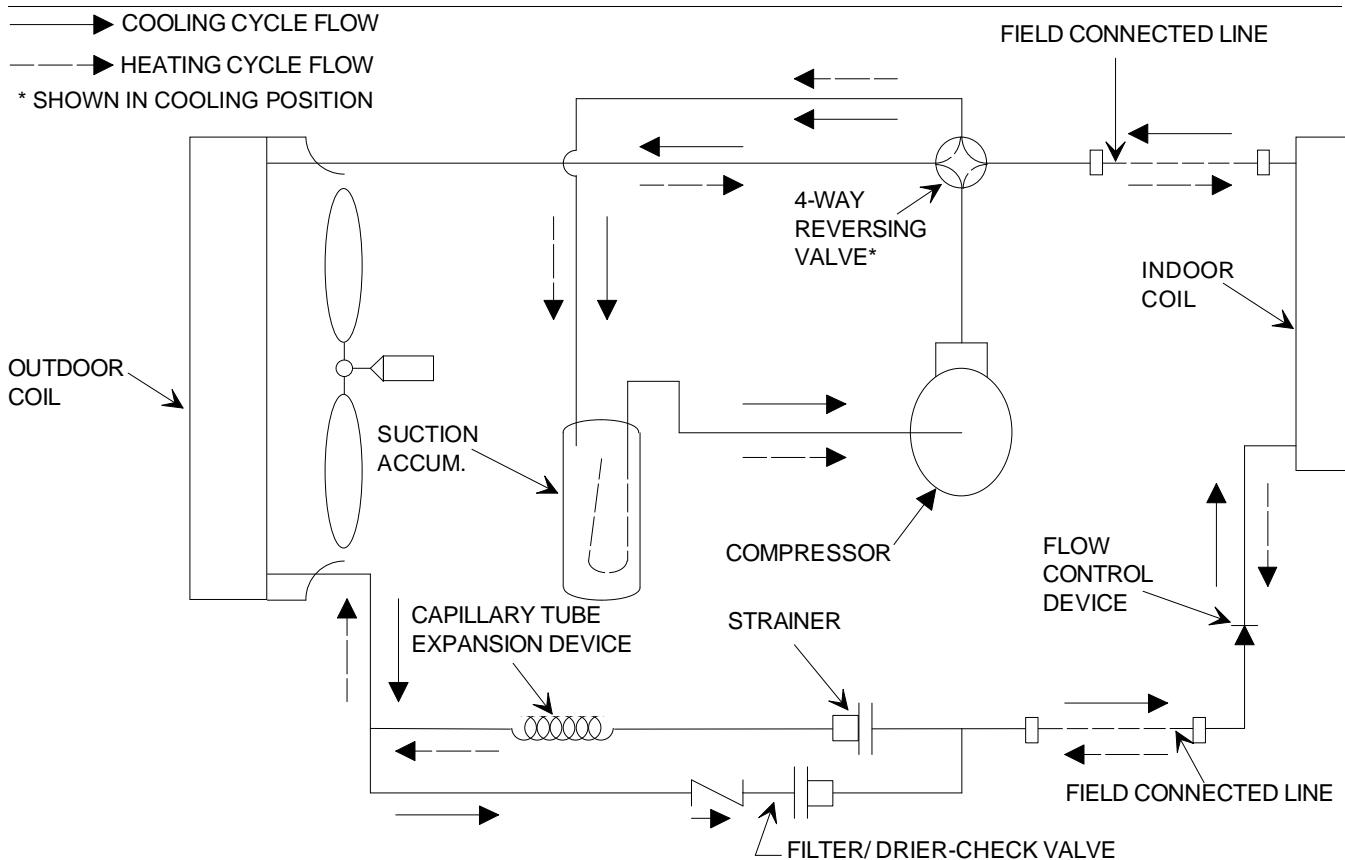 COOLING CYCLE FLOW
HEATING CYCLE FLOW
* SHOWN IN COOLING POSITION
FIELD CONNECTED LINE
4-WAY
REVERSING
VALVE*
INDOOR
COIL
OUTDOOR
COIL
SUCTION
ACCUM.
COMPRESSOR
FLOW
CONTROL
DEVICE
CAPILLARY TUBE
EXPANSION DEVICE
STRAINER
FIELD CONNECTED LINE
FILTER/ DRIER-CHECK VALVE